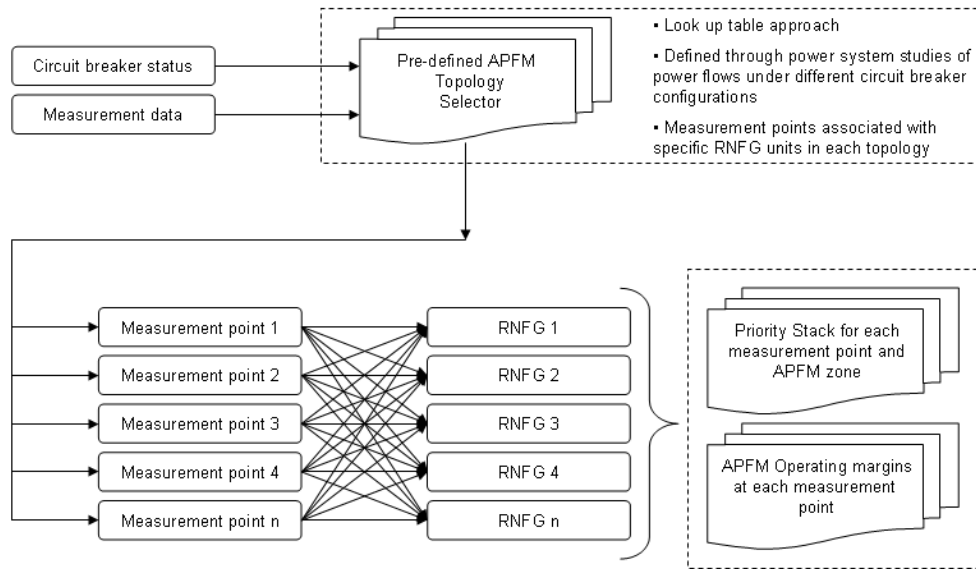 Circuit breaker status
Measurement data
Pre-defined APFM
Topology
Selector
▪ Look up table approach
▪ Defined through power system studies of
power flows under different circuit breaker
configurations
▪ Measurement points associated with
specific RNFG units in each topology
Measurement point 1
Measurement point 2
Measurement point 3
Measurement point 4
Measurement point n
RNFG 1
RNFG 2
RNFG 3
RNFG 4
RNFG n
Priority Stack for each
measurement point and
APFM zone
APFM Operating margins
at each measurement
point